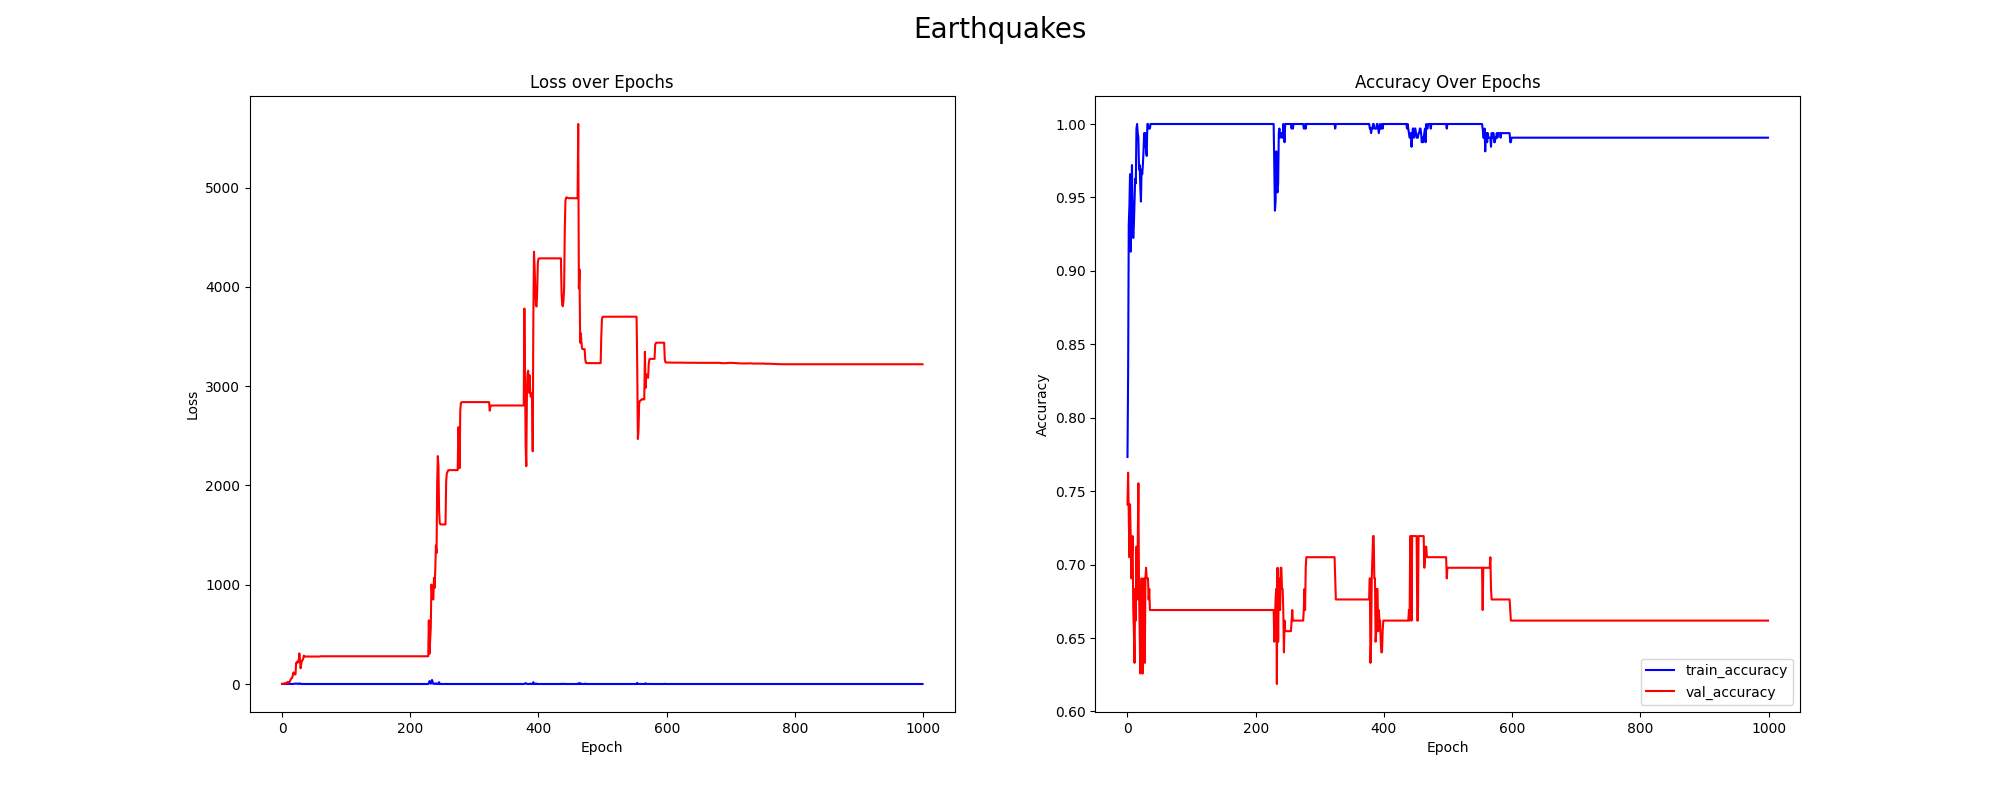 Earthquakes
Loss over Epochs
Loss
5000
4000
3000
2000
1000
0
0 200 400 600 800 1000
Epoch
Accuracy Over Epochs
Accuracy
1.00
0.95
0.90
0.85
0.80
0.75
0.70
0.65
0.60
train_accuracy
val_accuracy
0 200 400 600 800 1000
Epoch